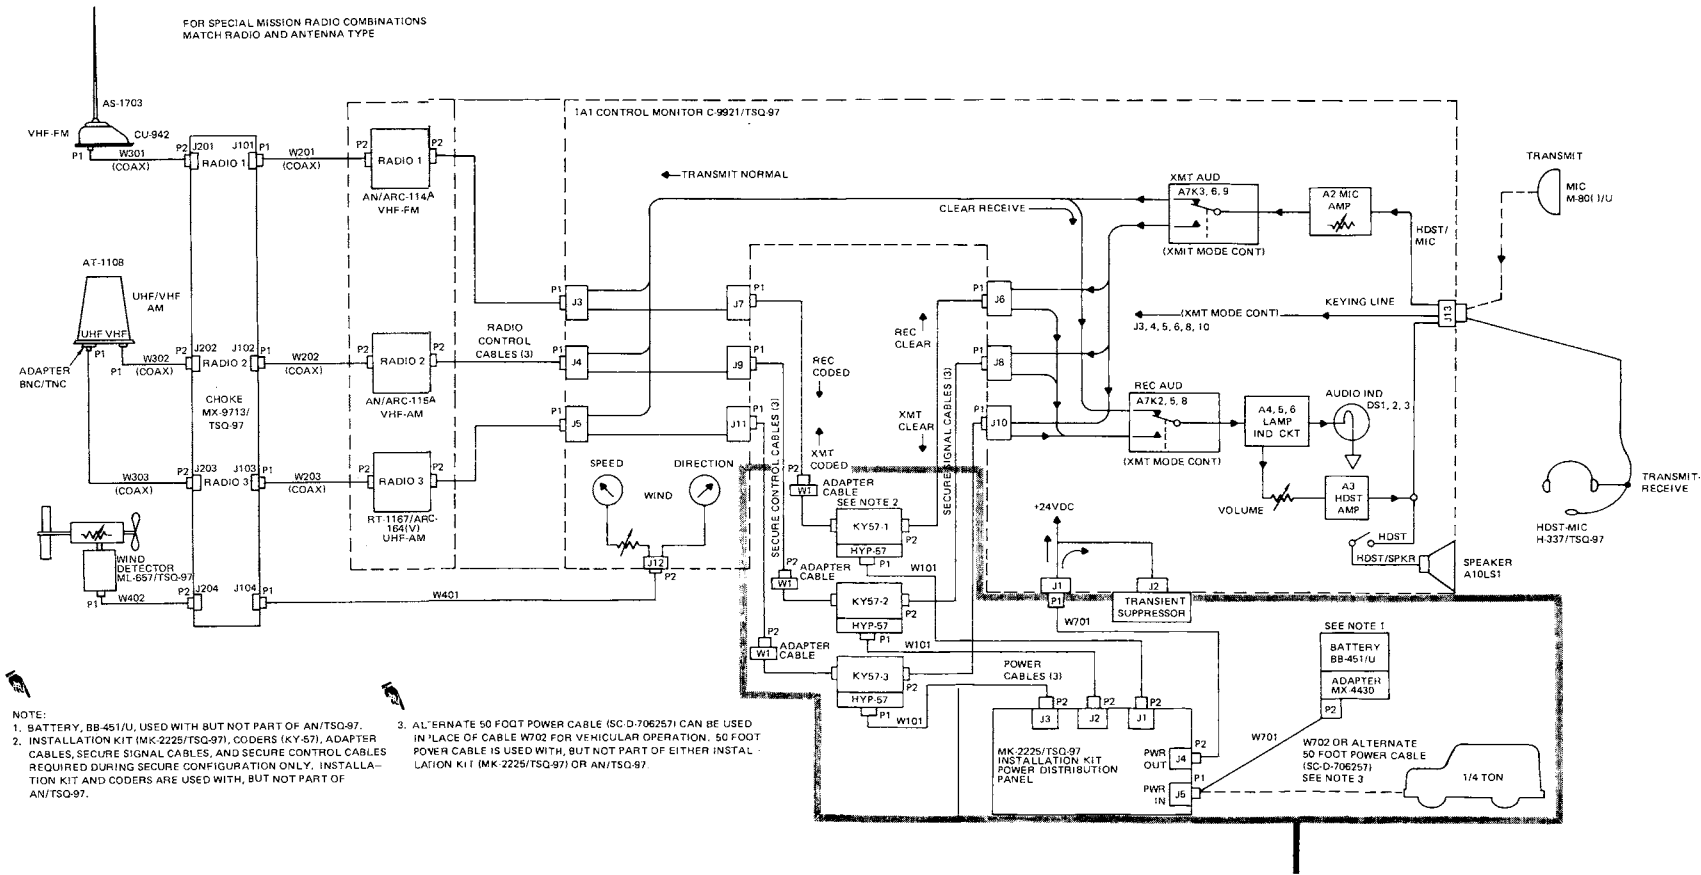 FOR SPECIAL MISSION RADIO COMBINATIONS
MATCH RADIO AND ANTENNA TYPE
AS-1703
VHF-FM
CU-942
P1
W301
(COAX)
P2
J201
J101
P1
RADIO 1
W201
(COAX)
P2
RADIO 1
P2
AN/ARC-114A
VHF-FM
AT-1108
UHF/VHF
AM
UHF VHF
P1
P1
ADAPTER
BNC/TNC
W302
(COAX)
P2
J202
J102
P1
RADIO 2
W202
(COAX)
P2
RADIO 2
P2
AN/ARC-115A
VHF-AM
CHOKE
MX-9713/
TSQ-97
W303
(COAX)
P2
J203
J103
P1
RADIO 3
W203
(COAX)
P2
RADIO 3
P2
RT-1167/ARC-
164(V)
UHF-AM
WIND
DETECTOR
ML-657/TSQ-97
P1
W402
P2
J204
J104
P1
W401
RADIO
CONTROL
CABLES (3)
1A1 CONTROL MONITOR C-9921/TSQ-97
TRANSMIT NORMAL
CLEAR RECEIVE
P1
J3
P1
J4
P1
J5
J7
P1
J9
P1
J11
P1
SPEED
DIRECTION
WIND
J12
P2
REC
CODED
XMT
CODED
REC
CLEAR
XMT
CLEAR
SECURE CONTROL CABLES (3)
SECURE SIGNAL CABLES (3)
P1
J6
P1
J8
P1
J10
P2
W1
ADAPTER
CABLE
SEE NOTE 2
KY57-1
P2
HYP-57
P1
W101
P2
W1
ADAPTER
CABLE
KY57-2
P2
HYP-57
P1
W101
P2
W1
ADAPTER
CABLE
KY57-3
P2
HYP-57
P1
W101
XMT AUD
A7K3, 6, 9
(XMIT MODE CONT)
A2 MIC
AMP
HDST/
MIC
TRANSMIT
MIC
M-80( )/U
KEYING LINE
(XMT MODE CONT)
J3, 4, 5, 6, 8, 10
J13
REC AUD
A7K2, 5, 8
(XMT MODE CONT)
A4, 5, 6
LAMP
IND CKT
AUDIO IND
DS1, 2, 3
VOLUME
A3
HDST
AMP
HDST
HDST/SPKR
SPEAKER
A10LS1
TRANSMIT-
RECEIVE
HDST-MIC
H-337/TSQ-97
+24VDC
J1
P1
J2
TRANSIENT
SUPPRESSOR
W701
POWER
CABLES (3)
P2
P2
P2
J3
J2
J1
MK-2225/TSQ-97
INSTALLATION KIT
POWER DISTRIBUTION
PANEL
PWR
OUT
J4
P2
PWR
IN
J5
P1
SEE NOTE 1
BATTERY
BB-451/U
ADAPTER
MX-4430
P2
W701
W702 OR ALTERNATE
50 FOOT POWER CABLE
(SC-D-706257)
SEE NOTE 3
1/4 TON
NOTE:
1. BATTERY, BB-451/U, USED WITH BUT NOT PART OF AN/TSQ-97.
2. INSTALLATION KIT (MK-2225/TSQ-97), CODERS (KY-57), ADAPTER
CABLES, SECURE SIGNAL CABLES, AND SECURE CONTROL CABLES
REQUIRED DURING SECURE CONFIGURATION ONLY. INSTALLA-
TION KIT AND CODERS ARE USED WITH, BUT NOT PART OF
AN/TSQ-97.
3. ALTERNATE 50 FOOT POWER CABLE (SC-D-706257) CAN BE USED
IN PLACE OF CABLE W702 FOR VEHICULAR OPERATION. 50 FOOT
POWER CABLE IS USED WITH, BUT NOT PART OF EITHER INSTAL-
LATION KIT (MK-2225/TSQ-97) OR AN/TSQ-97.